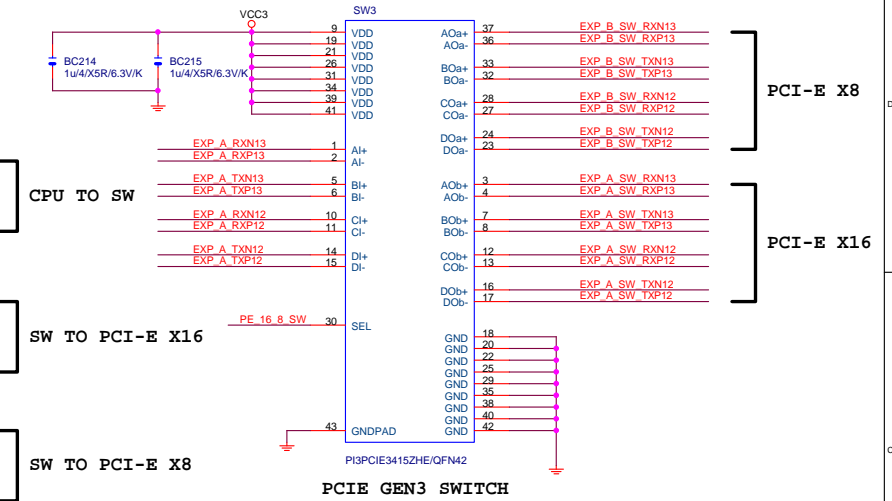 VCC3
SW3
BC214
1u/4/X5R/6.3V/K
BC215
1u/4/X5R/6.3V/K
9 VDD
19 VDD
21 VDD
26 VDD
31 VDD
34 VDD
39 VDD
41 VDD
EXP_A_RXN13 1 AI+
EXP_A_RXP13 2 AI-
EXP_A_TXN13 5 BI+
EXP_A_TXP13 6 BI-
EXP_A_RXN12 10 CI+
EXP_A_RXP12 11 CI-
EXP_A_TXN12 14 DI+
EXP_A_TXP12 15 DI-
PE_16_8_SW 30 SEL
43 GNDPAD
AOa+ 37 EXP_B_SW_RXN13
AOa- 36 EXP_B_SW_RXP13
BOa+ 33 EXP_B_SW_TXN13
BOa- 32 EXP_B_SW_TXP13
COa+ 28 EXP_B_SW_RXN12
COa- 27 EXP_B_SW_RXP12
DOa+ 24 EXP_B_SW_TXN12
DOa- 23 EXP_B_SW_TXP12
AOb+ 3 EXP_A_SW_RXN13
AOb- 4 EXP_A_SW_RXP13
BOb+ 7 EXP_A_SW_TXN13
BOb- 8 EXP_A_SW_TXP13
COb+ 12 EXP_A_SW_RXN12
COb- 13 EXP_A_SW_RXP12
DOb+ 16 EXP_A_SW_TXN12
DOb- 17 EXP_A_SW_TXP12
GND 18
GND 20
GND 22
GND 25
GND 29
GND 35
GND 38
GND 40
GND 42
PI3PCIE3415ZHE/QFN42
PCIE GEN3 SWITCH
CPU TO SW
SW TO PCI-E X16
SW TO PCI-E X8
PCI-E X8
PCI-E X16
D
C